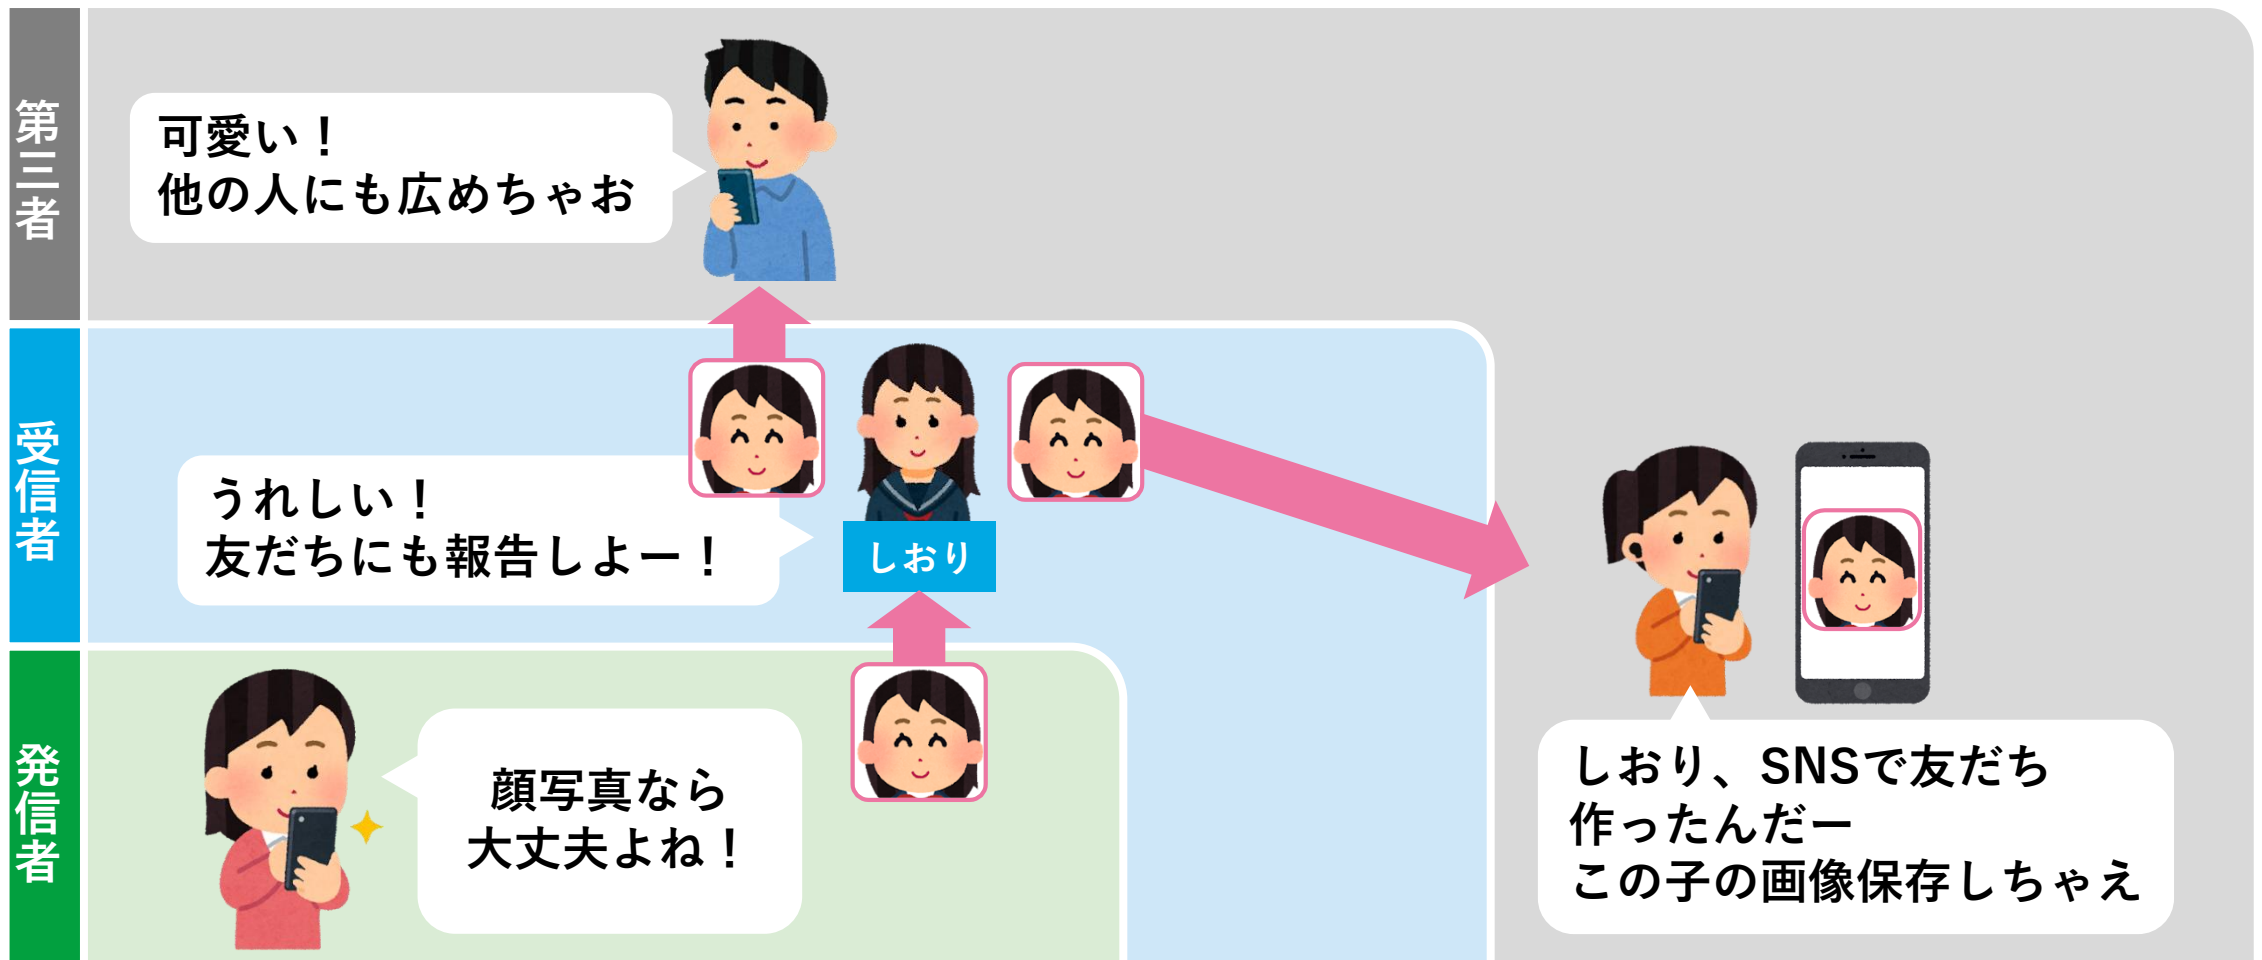 第三者
可愛い！
他の人にも広めちゃお
受信者
うれしい！
友だちにも報告しよー！
しおり
発信者
顔写真なら
大丈夫よね！
しおり、SNSで友だち
作ったんだー
この子の画像保存しちゃえ